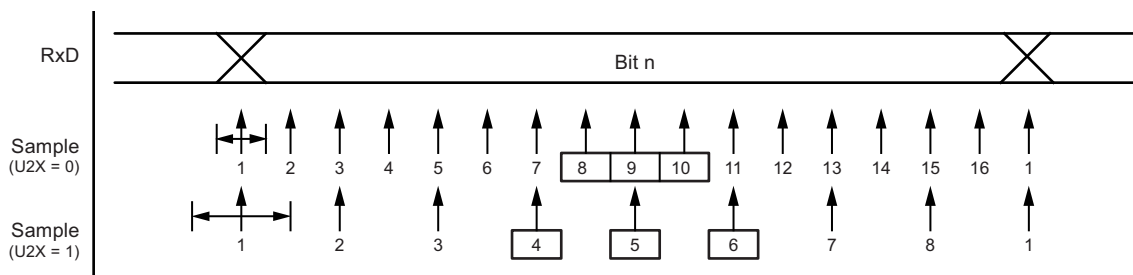 RxD Bit n
Sample
(U2X = 0) 1 2 3 4 5 6 7 8 9 10 11 12 13 14 15 16 1
Sample
(U2X = 1) 1 2 3 4 5 6 7 8 1